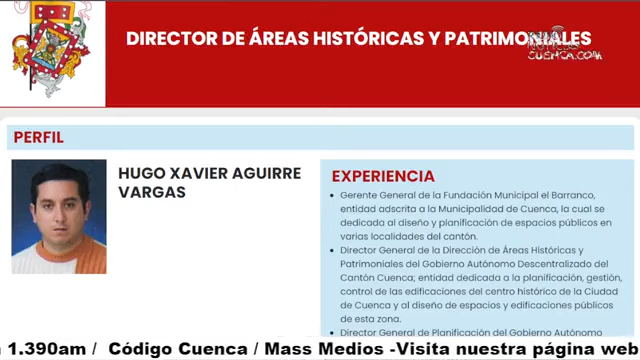 DIRECTOR DE ÁREAS HISTÓRICAS Y PATRIMONIALES
CUENCA.COM
PERFIL
HUGO XAVIER AGUIRRE
VARGAS
EXPERIENCIA
Gerente General de la Fundación Municipal el Barranco,
entidad adscrita a la Municipalidad de Cuenca, la cual se
dedicada al diseño y planificación de espacios públicos en
varias localidades del cantón.
Director General de la Dirección de Áreas Históricas y
Patrimoniales del Gobierno Autónomo Descentralizado del
Cantón Cuenca; entidad dedicada a la planificación, gestión,
control de las edificaciones del centro histórico de la Ciudad
de Cuenca y al diseño de espacios y edificaciones públicos
de esta zona.
Director General de Planificación del Gobierno Autónomo
1.390am / Código Cuenca / Mass Medios -Visita nuestra página web